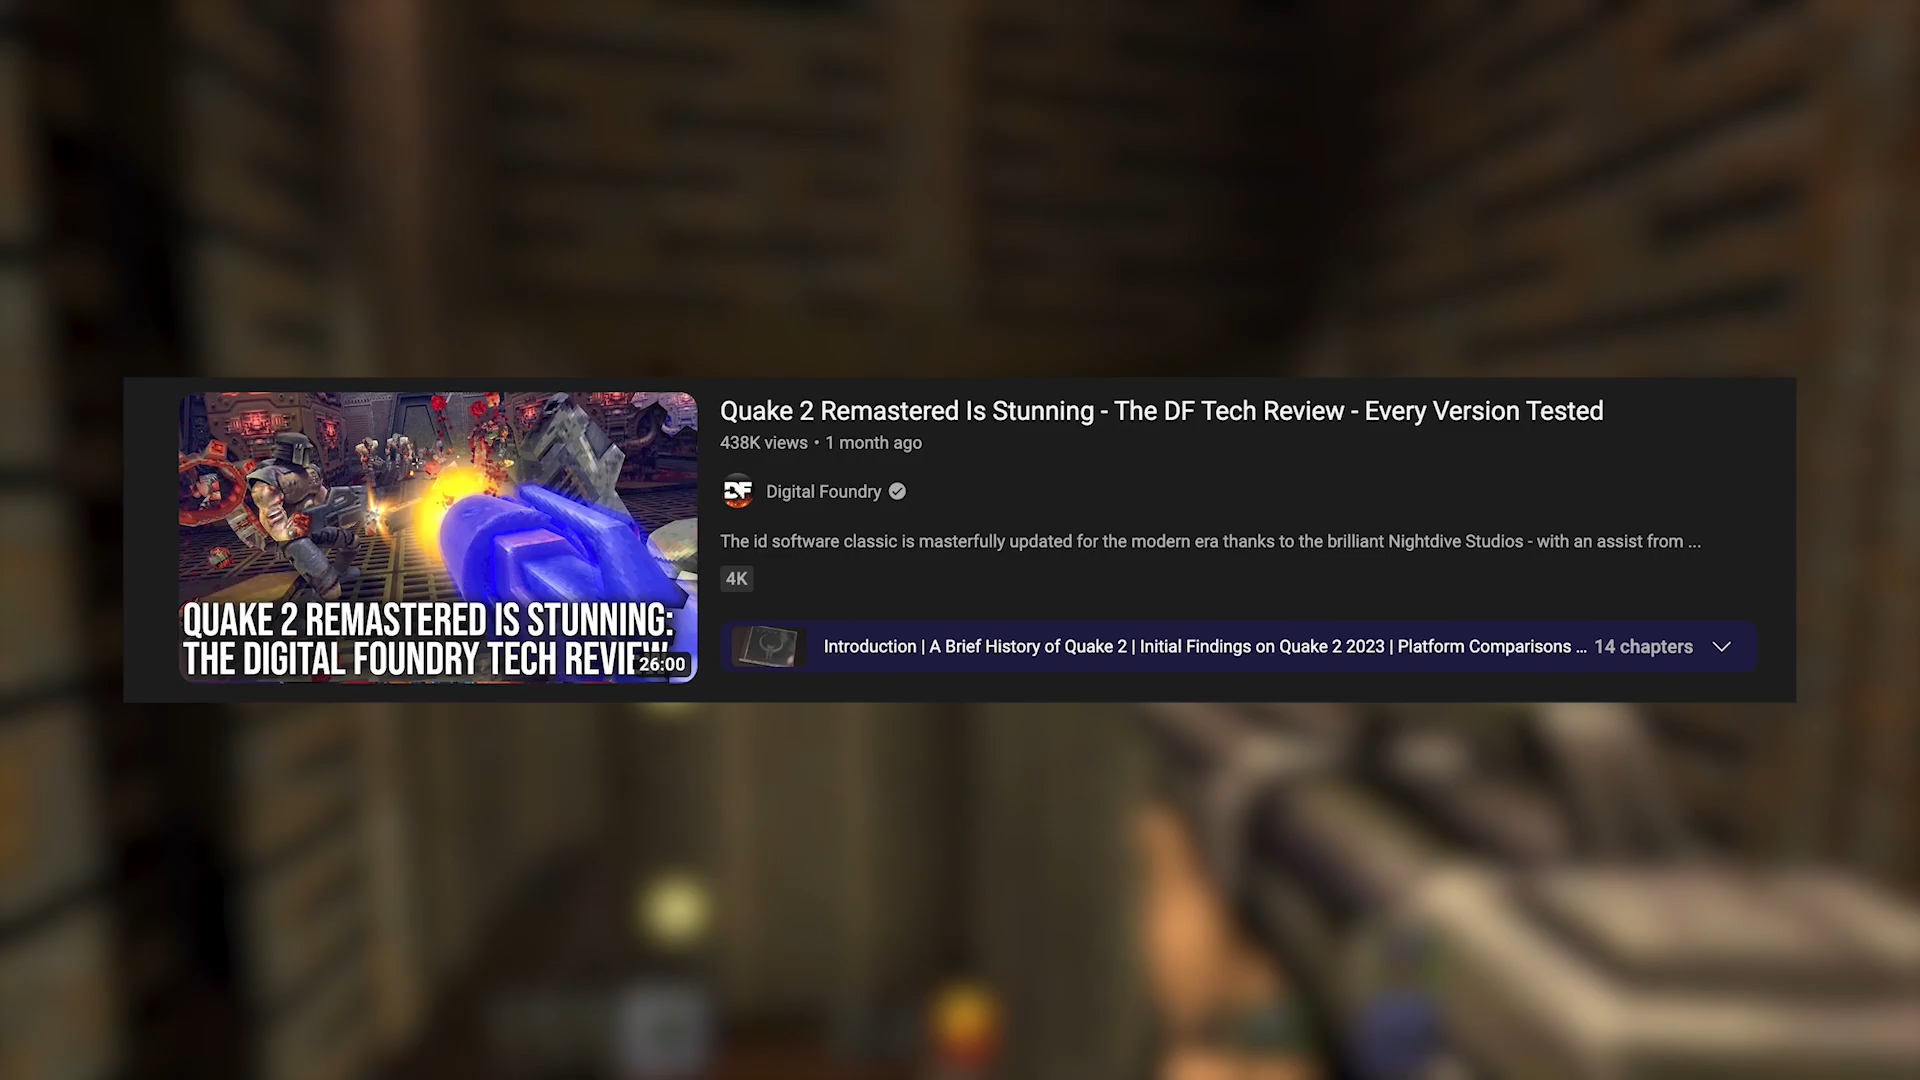 QUAKE 2 REMASTERED IS STUNNING:
THE DIGITAL FOUNDRY TECH REVIEW
26:00
Quake 2 Remastered Is Stunning - The DF Tech Review - Every Version Tested
438K views • 1 month ago
DF Digital Foundry
The id software classic is masterfully updated for the modern era thanks to the brilliant Nightdive Studios - with an assist from ...
4K
Introduction | A Brief History of Quake 2 | Initial Findings on Quake 2 2023 | Platform Comparisons ... 14 chapters